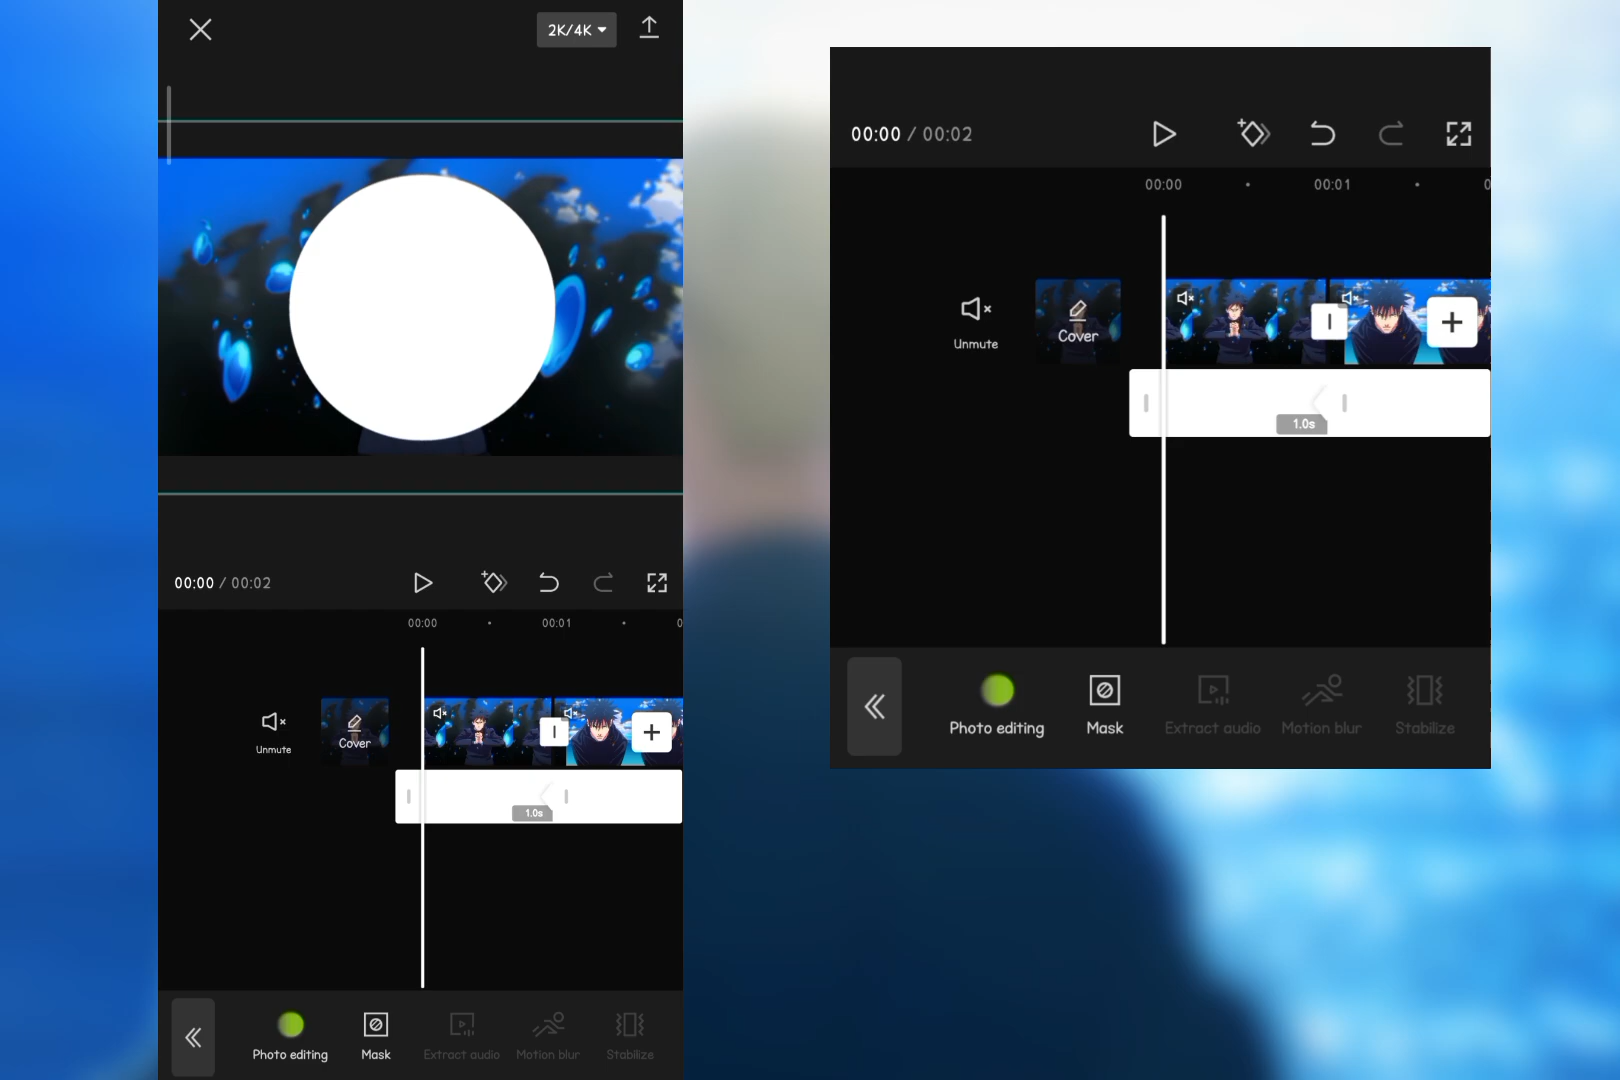 2K/4K
00:00 / 00:02
00:00
00:01
0
Unmute
Cover
1.0s
Photo editing
Mask
Extract audio
Motion blur
Stabilize
00:00 / 00:02
00:00
00:01
0
Unmute
Cover
1.0s
Photo editing
Mask
Extract audio
Motion blur
Stabilize